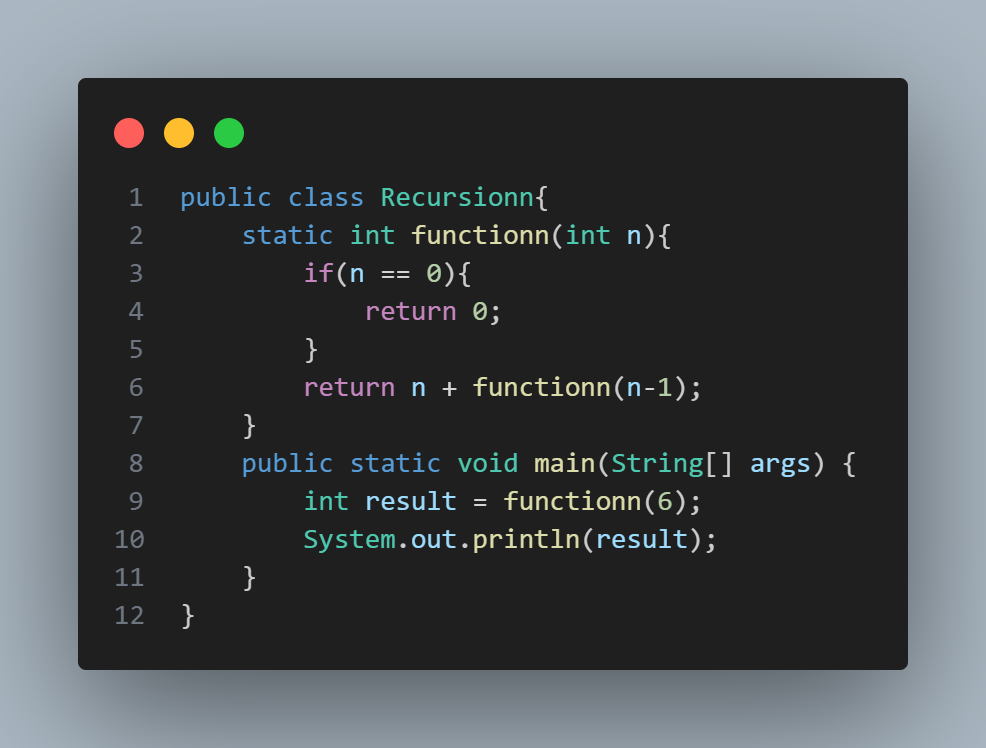 1 public class Recursionn{
2     static int functionn(int n){
3         if(n == 0){
4             return 0;
5         }
6         return n + functionn(n-1);
7     }
8     public static void main(String[] args) {
9         int result = functionn(6);
10         System.out.println(result);
11     }
12 }